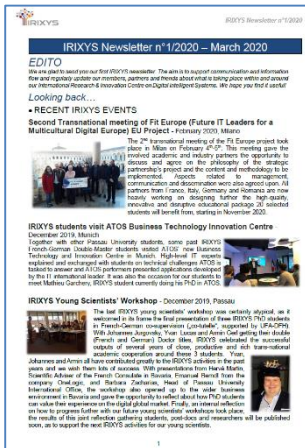 IRIXYS
IRIXYS Newsletter n°1/2020
IRIXYS Newsletter n°1/2020 – March 2020
EDITO
We are glad to send you our first IRIXYS newsletter. The aim is to support communication and information
flow and regularly update our members, partners and friends about what is taking place within and around
our International Research & Innovation Centre on Digital Intelligent Systems. We hope you find it useful!
Looking back…
▪ RECENT IRIXYS EVENTS
Second Transnational meeting of Fit Europe (Future IT Leaders for a
Multicultural Digital Europe) EU Project - February 2020, Milano
The 2nd transnational meeting of the Fit Europe project took
place in Milan on February 4th-5th. This meeting gave the
involved academic and industry partners the opportunity to
discuss and agree on the philosophy of the strategic
partnership's project and the content and methodology to be
implemented. Aspects related to management,
communication and dissemination were also agreed upon. All
partners from France, Italy, Germany and Romania are now
heavily working on designing further the high-quality,
innovative and disruptive educational package 20 selected
students will benefit from, starting in November 2020.
IRIXYS students visit ATOS Business Technology Innovation Centre -
December 2019, Munich
Together with other Passau University students, some past IRIXYS
French-German Double-Master students visited ATOS' new Business
Technology and Innovation Centre in Munich. High-level IT experts
explained and exchanged with students on technical challenges ATOS is
tasked to answer and ATOS performers presented applications developed
by the IT international leader. It was also the occasion for our students to
meet Mathieu Garchery, IRIXYS student currently doing his PhD in ATOS.
IRIXYS Young Scientists' Workshop - December 2019, Passau
The last IRIXYS young scientists' workshop was certainly atypical, as it
welcomed in its frame the final presentation of three IRIXYS PhD students
in French-German co-supervision („co-tutelle", supported by UFA-DFH).
With Johannes Jurgovsky, Yvan Lucas and Armin Gerl getting their double
(French and German) Doctor titles, IRIXYS celebrated the successful
outputs of several years of close, productive and rich trans-national
academic cooperation around these 3 students. Yvan,
Johannes and Armin all have contributed greatly to the IRIXYS activities in the past
years and we wish them lots of success. With presentations from Hervé Martin,
Scientific Adviser of the French Consulate in Bavaria, Emanuel Berndl from the
company OneLogic, and Barbara Zacharias, Head of Passau University
International Office, the workshop also opened up to the wider business
environment in Bavaria and gave the opportunity to reflect about how PhD students
can value their experience on the digital global market. Finally, an internal reflection
on how to progress further with our future young scientists' workshops took place,
the results of this joint reflection gathering students, post-docs and researchers will be published
soon, as to support the next IRIXYS activities for our young scientists.
1